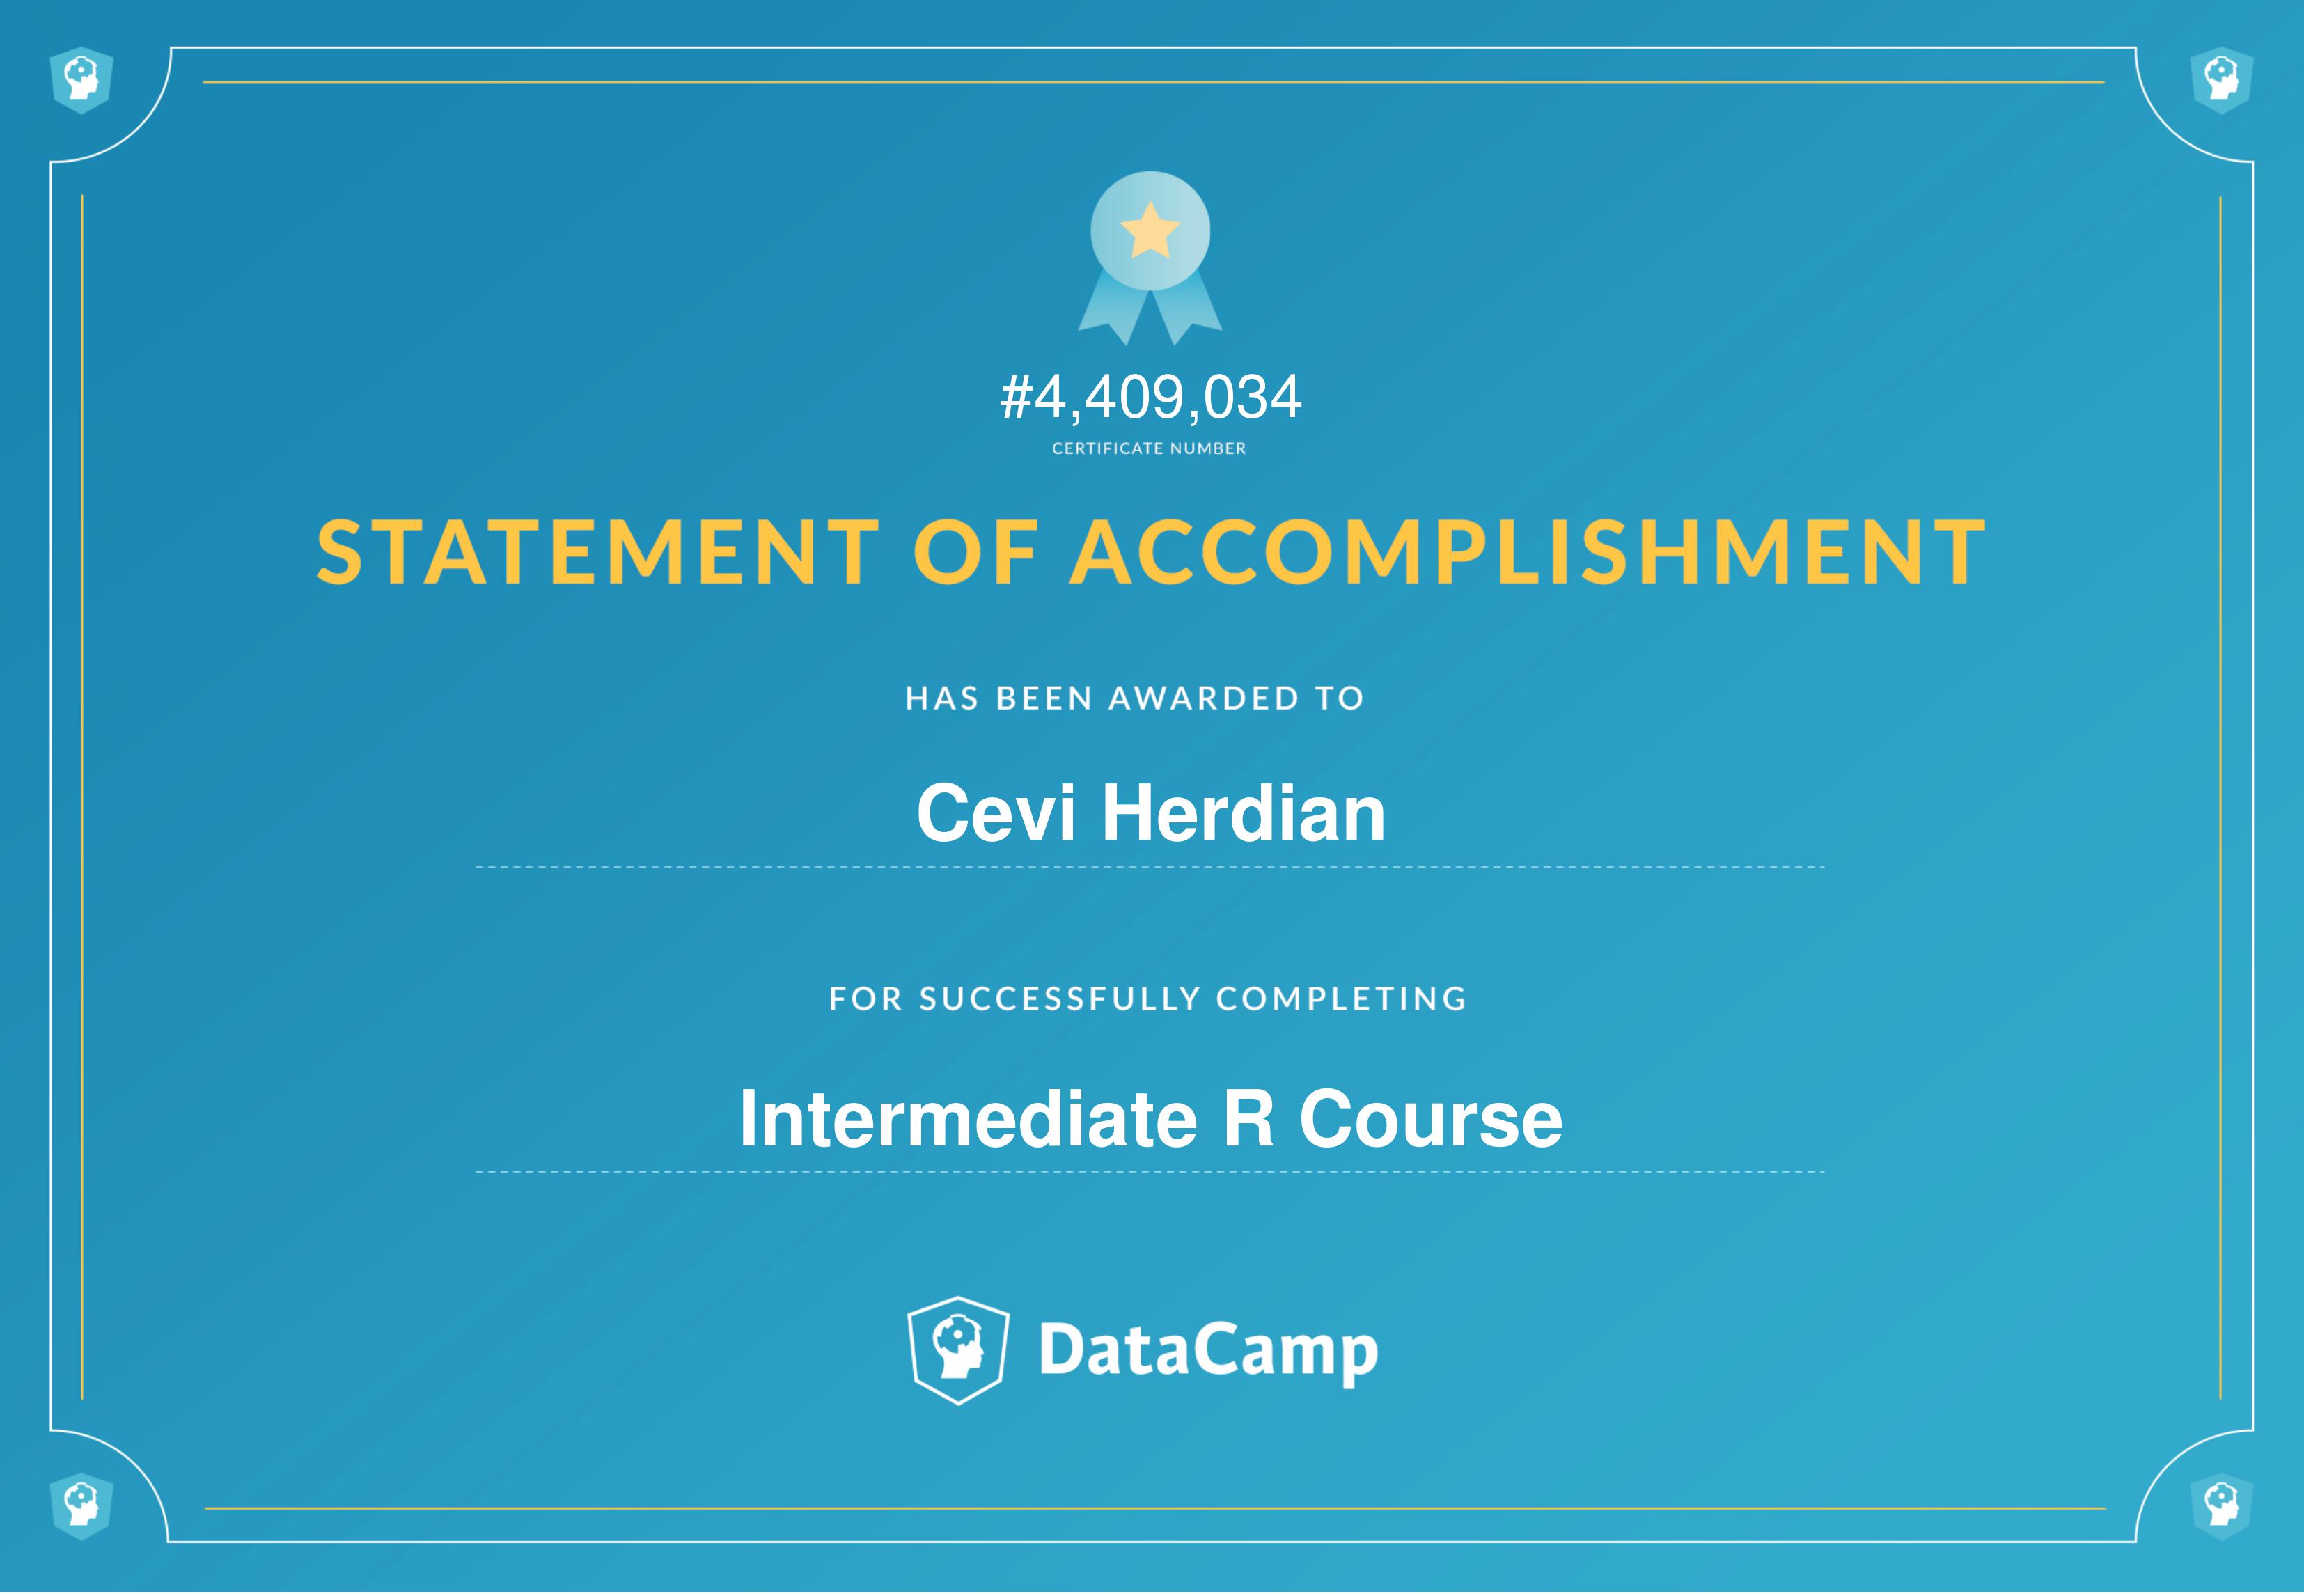 #4,409,034
CERTIFICATE NUMBER
STATEMENT OF ACCOMPLISHMENT
HAS BEEN AWARDED TO
Cevi Herdian
FOR SUCCESSFULLY COMPLETING
Intermediate R Course
DataCamp